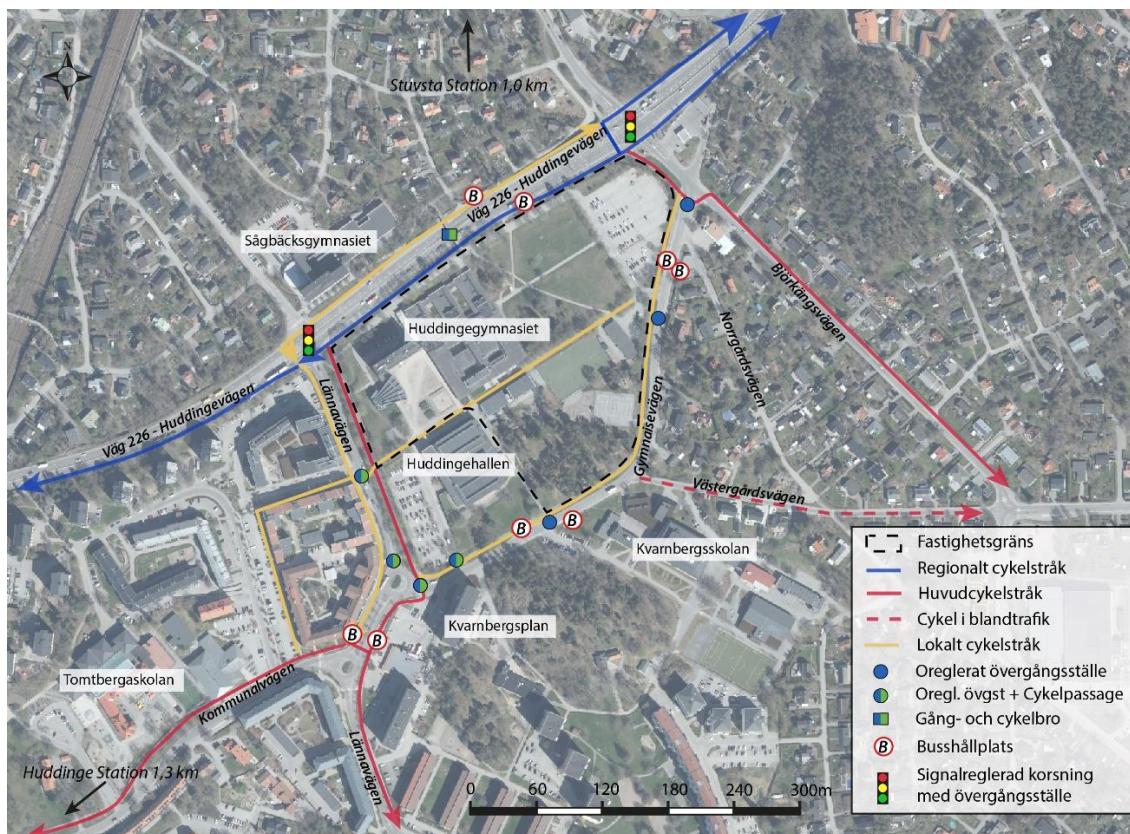 N
Stuvsta Station 1,0 km
Väg 226 - Huddingevägen
B
B
Sågbäcksgymnasiet
Björkängsvägen
B
B
Huddingegymnasiet
Norrgårdsvägen
Lännavägen
Väg 226 - Huddingevägen
Gymnaisevägen
Huddingehallen
Västergårdsvägen
B
B
Kvarnbergsskolan
Kvarnbergsplan
B
B
Tomtbergaskolan
Kommunalvägen
Lännavägen
Huddinge Station 1,3 km
0 60 120 180 240 300m
Fastighetsgräns
Regionalt cykelstråk
Huvudcykelstråk
Cykel i blandtrafik
Lokalt cykelstråk
Oreglerat övergångsställe
Oregl. övgst + Cykelpassage
Gång- och cykelbro
B Busshållplats
Signalreglerad korsning
med övergångsställe